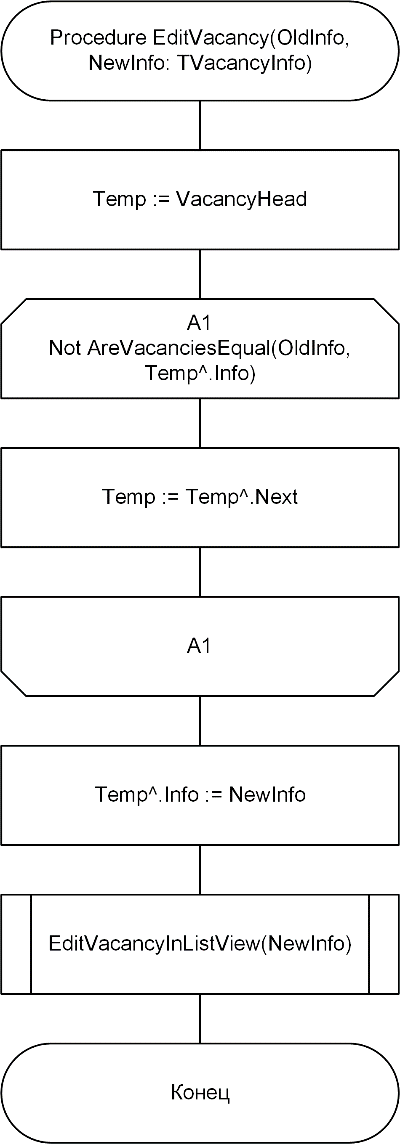 Procedure EditVacancy(OldInfo,
NewInfo: TVacancyInfo)
Temp := VacancyHead
A1
Not AreVacanciesEqual(OldInfo,
Temp^.Info)
Temp := Temp^.Next
A1
Temp^.Info := NewInfo
EditVacancyInListView(NewInfo)
Конец